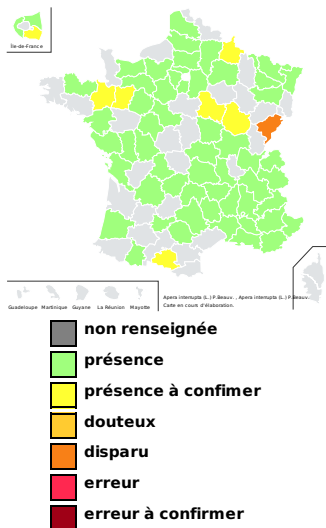 Île-de-France
Guadeloupe Martinique Guyane La Réunion Mayotte
Apera interrupta (L.) P.Beauv. , Apera interrupta (L.) P.Beauv.
Carte en cours d'élaboration.
non renseignée
présence
présence à confimer
douteux
disparu
erreur
erreur à confirmer